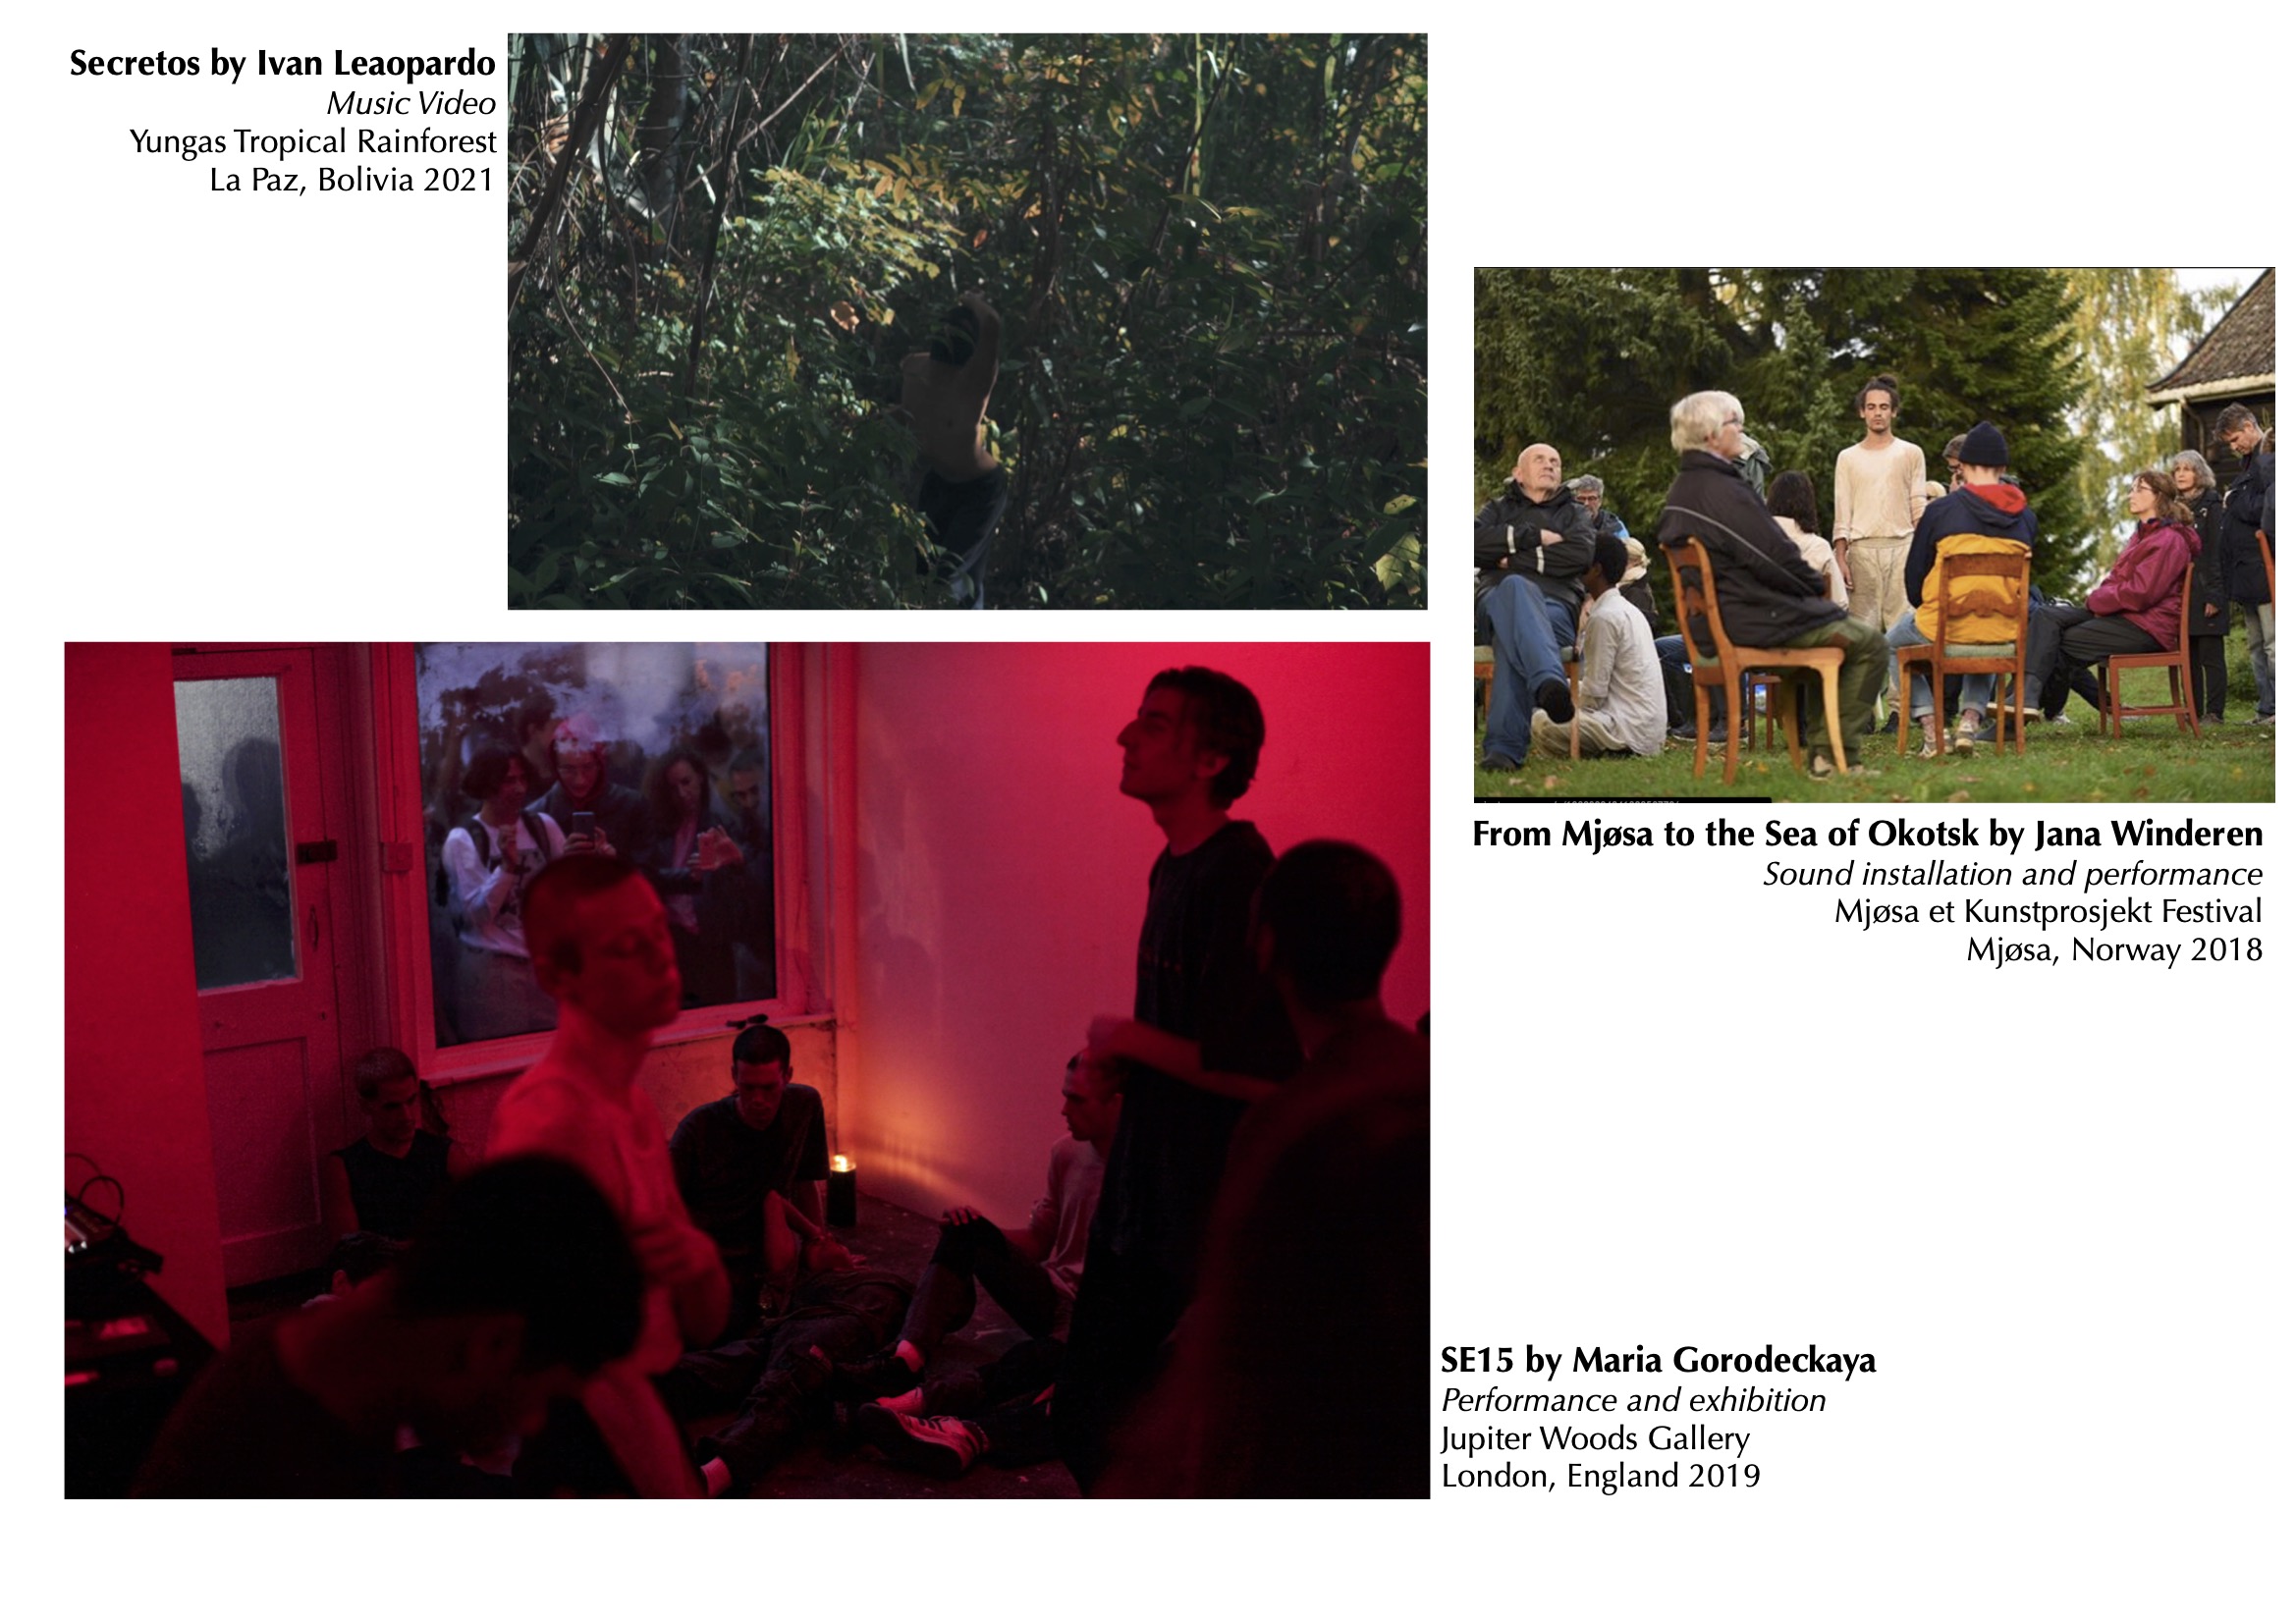 Secretos by Ivan Leaopardo
Music Video
Yungas Tropical Rainforest
La Paz, Bolivia 2021
From Mjøsa to the Sea of Okotsk by Jana Winderen
Sound installation and performance
Mjøsa et Kunstprosjekt Festival
Mjøsa, Norway 2018
SE15 by Maria Gorodeckaya
Performance and exhibition
Jupiter Woods Gallery
London, England 2019